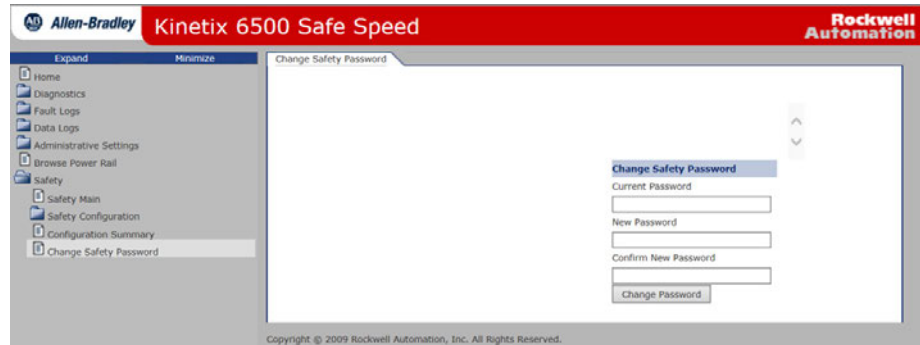 AB Allen-Bradley
Kinetix 6500 Safe Speed
Rockwell
Automation
Expand Minimize
Home
Diagnostics
Fault Logs
Data Logs
Administrative Settings
Browse Power Rail
Safety
Safety Main
Safety Configuration
Configuration Summary
Change Safety Password
Change Safety Password
Change Safety Password
Current Password
New Password
Confirm New Password
Change Password
Copyright © 2009 Rockwell Automation, Inc. All Rights Reserved.